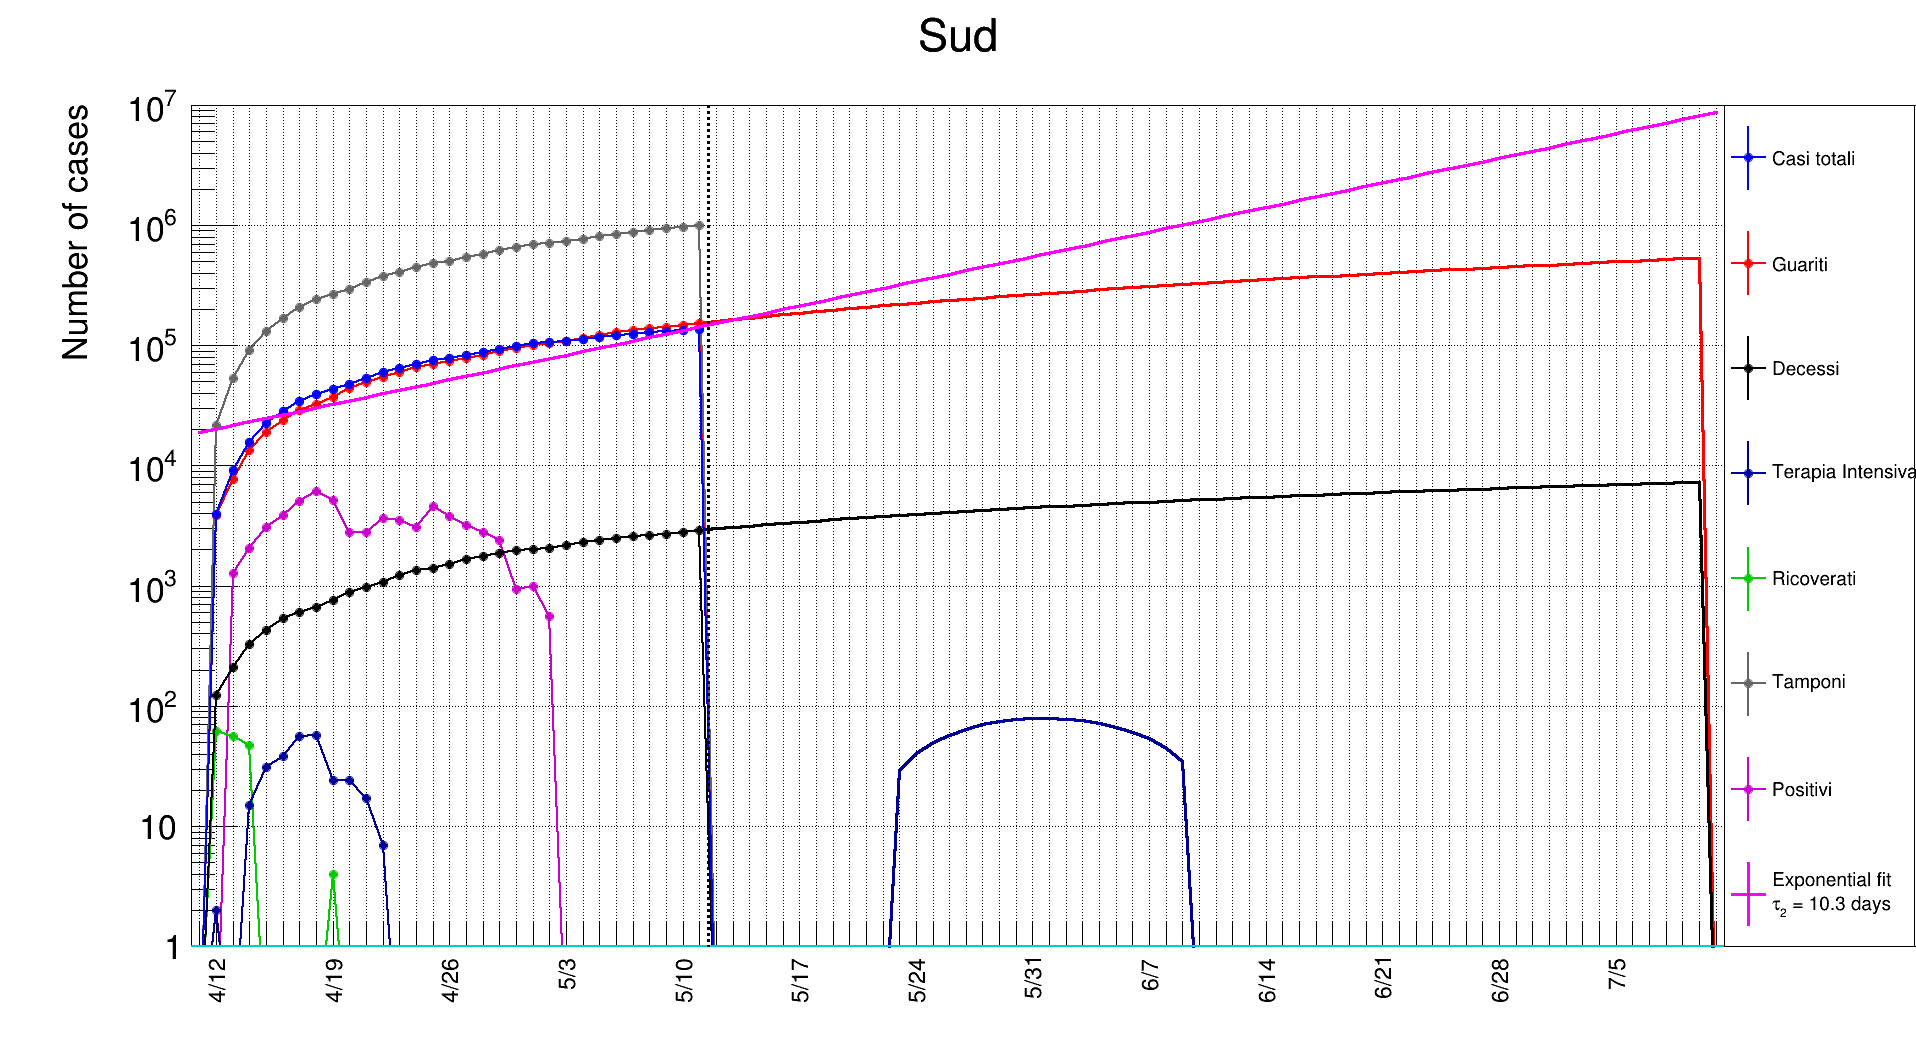 Sud
Number of cases
10^7
10^6
10^5
10^4
10^3
10^2
10
1
4/12
4/19
4/26
5/3
5/10
5/17
5/24
5/31
6/7
6/14
6/21
6/28
7/5
Casi totali
Guariti
Decessi
Terapia Intensiva
Ricoverati
Tamponi
Positivi
Exponential fit
τ₂ = 10.3 days